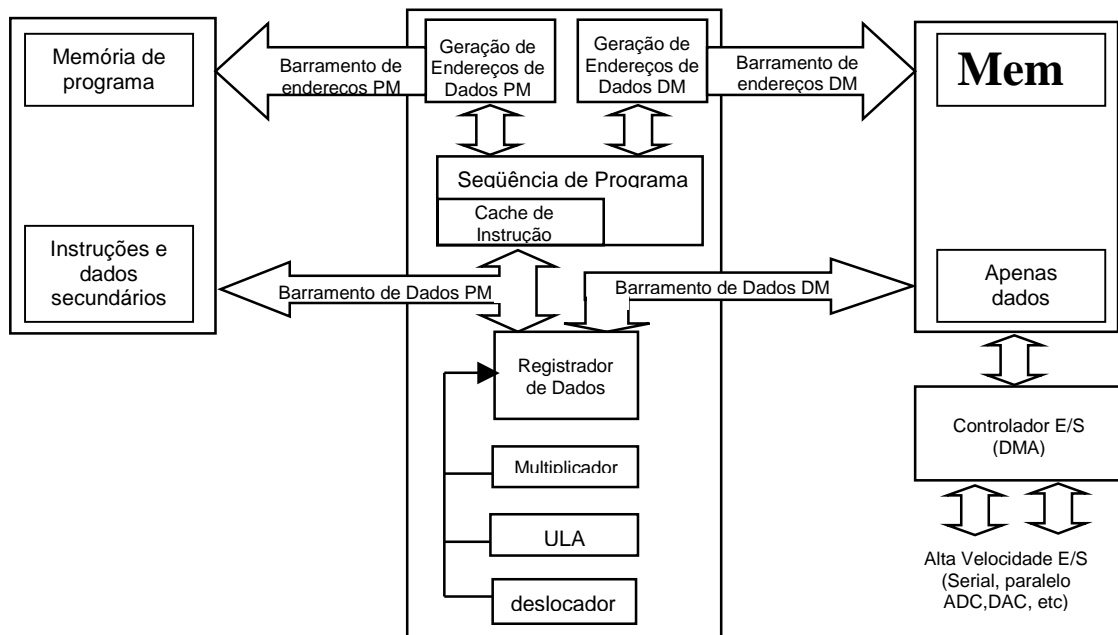 Memória de
programa
Barramento de
enderecos PM
Geração de
Endereços de
Dados PM
Geração de
Endereços de
Dados DM
Barramento de
endereços DM
Mem
Seqüência de Programa
Cache de
Instrução
Instruções e
dados
secundários
Barramento de Dados PM
Barramento de Dados DM
Apenas
dados
Registrador
de Dados
Multiplicador
ULA
deslocador
Controlador E/S
(DMA)
Alta Velocidade E/S
(Serial, paralelo
ADC,DAC, etc)